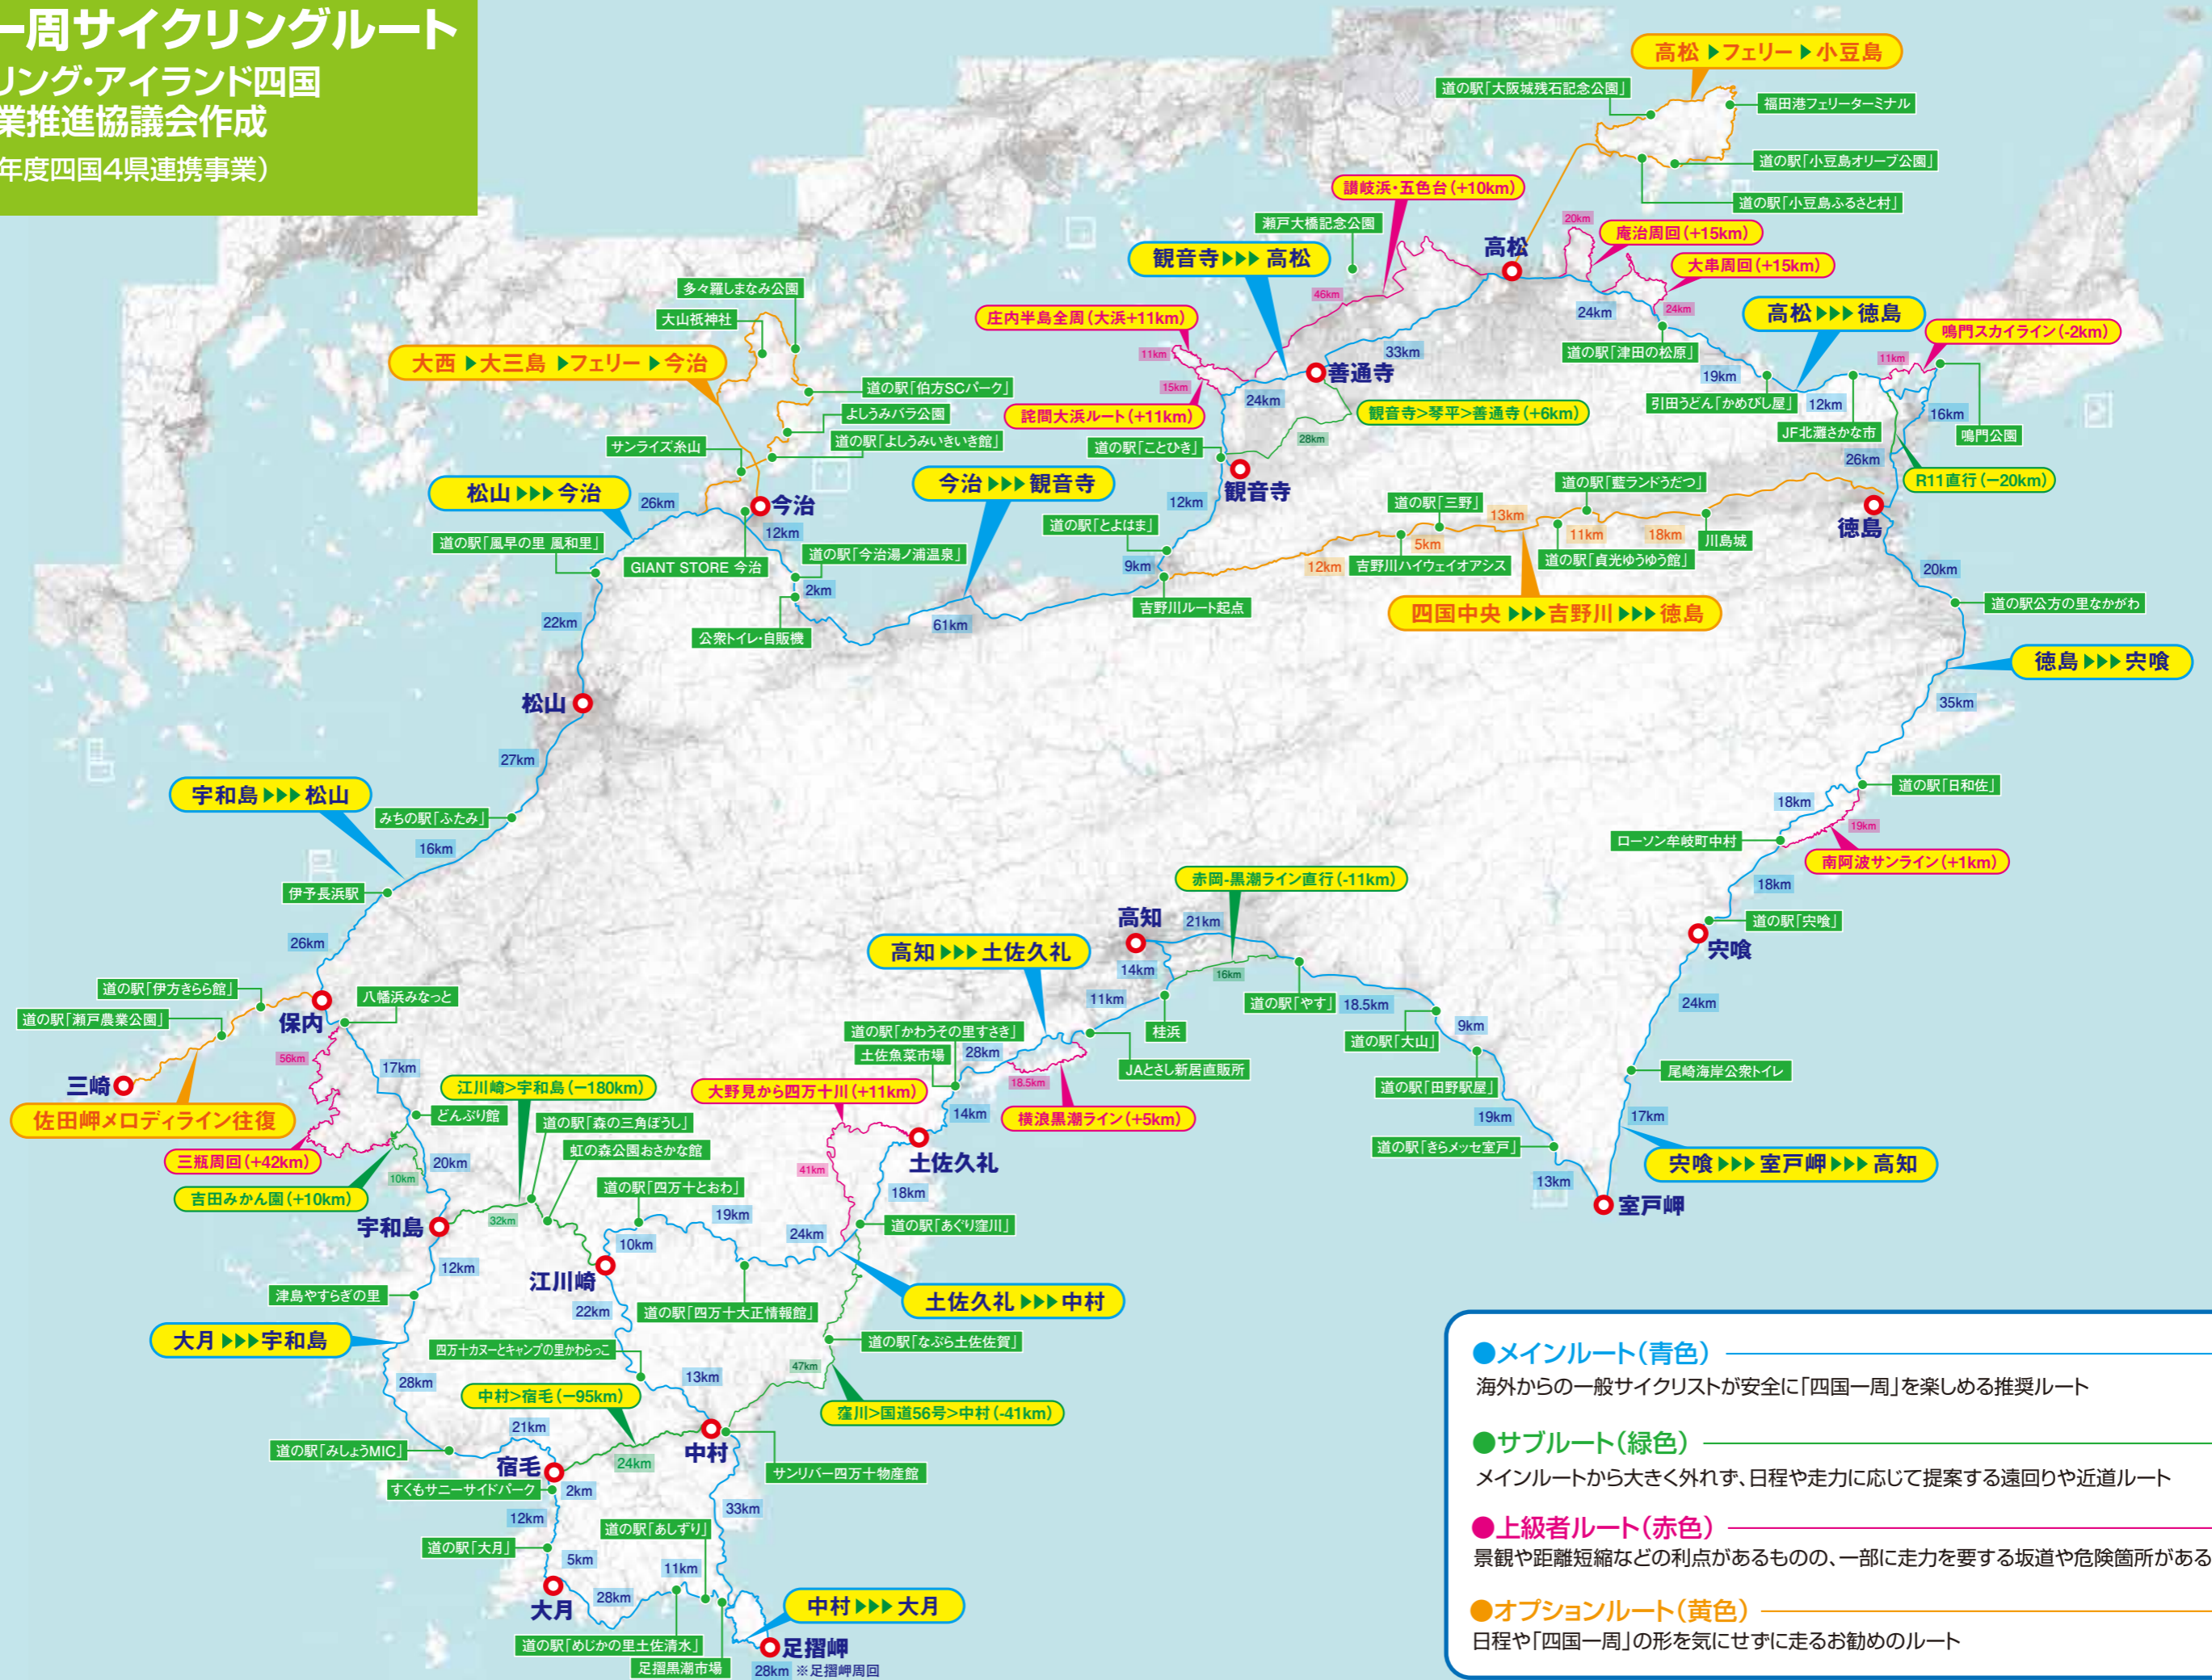 一周サイクリングルート
リング・アイランド四国
業推進協議会作成
年度四国4県連携事業）
高松▶フェリー▶小豆島
道の駅「大阪城残石記念公園」
福田港フェリーターミナル
道の駅「小豆島オリーブ公園」
道の駅「小豆島ふるさと村」
讃岐浜・五色台（+10km）
瀬戸大橋記念公園
20km
庵治周回（+15km）
高松
観音寺▶▶▶高松
大串周回（+15km）
多々羅しまなみ公園
46km
24km
24km
大山祇神社
庄内半島全周（大浜+11km）
高松▶▶▶徳島
鳴門スカイライン（-2km）
大西▶大三島▶フェリー▶今治
11km
33km
道の駅「津田の松原」
11km
善通寺
19km
道の駅「伯方SCパーク」
15km
24km
引田うどん「かめびし屋」
12km
16km
よしうみバラ公園
詫間大浜ルート（+11km）
観音寺>琴平>善通寺（+6km）
JF北灘さかな市
鳴門公園
道の駅「よしうみいきいき館」
サンライズ糸山
道の駅「ことひき」
28km
26km
R11直行（ー20km）
松山▶▶▶今治
今治▶▶▶観音寺
観音寺
道の駅「藍ランドうだつ」
26km
今治
12km
道の駅「三野」
13km
徳島
道の駅「とよはま」
11km
18km
川島城
12km
5km
道の駅「風早の里 風和里」
道の駅「今治湯ノ浦温泉」
道の駅「貞光ゆうゆう館」
GIANT STORE 今治
9km
12km
吉野川ハイウェイオアシス
20km
2km
吉野川ルート起点
四国中央▶▶▶吉野川▶▶▶徳島
道の駅公方の里なかがわ
22km
公衆トイレ・自販機
61km
徳島▶▶▶宍喰
松山
35km
27km
道の駅「日和佐」
宇和島▶▶▶松山
みちの駅「ふたみ」
18km
19km
16km
ローソン牟岐町中村
南阿波サンライン（+1km）
伊予長浜駅
赤岡-黒潮ライン直行（-11km）
18km
高知
21km
道の駅「宍喰」
26km
高知▶▶▶土佐久礼
宍喰
14km
16km
道の駅「伊方きらら館」
八幡浜みなっと
11km
道の駅「やす」
18.5km
24km
道の駅「瀬戸農業公園」
保内
道の駅「かわうその里すさき」
桂浜
9km
56km
土佐魚菜市場
28km
道の駅「大山」
17km
JAとさし新居直販所
尾崎海岸公衆トイレ
三崎
江川崎>宇和島（ー180km）
大野見から四万十川（+11km）
18.5km
道の駅「田野駅屋」
佐田岬メロディライン往復
どんぶり館
道の駅「森の三角ぼうし」
14km
横浪黒潮ライン（+5km）
19km
17km
道の駅「きらメッセ室戸」
虹の森公園おさかな館
三瓶周回（+42km）
20km
41km
土佐久礼
宍喰▶▶▶室戸岬▶▶▶高知
10km
吉田みかん園（+10km）
道の駅「四万十とおわ」
18km
13km
宇和島
32km
19km
室戸岬
24km
道の駅「あぐり窪川」
10km
12km
江川崎
津島やすらぎの里
土佐久礼▶▶▶中村
22km
道の駅「四万十大正情報館」
大月▶▶▶宇和島
四万十カヌーとキャンプの里かわらっこ
道の駅「なぶら土佐佐賀」
47km
28km
13km
中村>宿毛（ー95km）
窪川>国道56号>中村（-41km）
21km
道の駅「みしょうMIC」
中村
宿毛
24km
サンリバー四万十物産館
すくもサニーサイドパーク
2km
12km
33km
道の駅「あしずり」
道の駅「大月」
5km
11km
28km
中村▶▶▶大月
大月
道の駅「めじかの里土佐清水」
足摺岬
足摺黒潮市場
28km ※足摺岬周回
●メインルート（青色）
海外からの一般サイクリストが安全に「四国一周」を楽しめる推奨ルート
●サブルート（緑色）
メインルートから大きく外れず、日程や走力に応じて提案する遠回りや近道ルート
●上級者ルート（赤色）
景観や距離短縮などの利点があるものの、一部に走力を要する坂道や危険箇所がある
●オプションルート（黄色）
日程や「四国一周」の形を気にせずに走るお勧めのルート